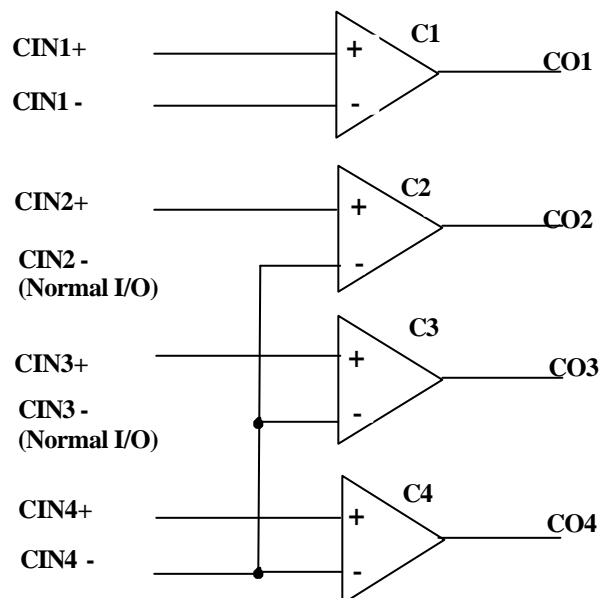 C1
CIN1+
+
CO1
CIN1 -
-
C2
CIN2+
+
CO2
CIN2 -
-
(Normal I/O)
C3
CIN3+
+
CO3
CIN3 -
-
(Normal I/O)
C4
CIN4+
+
CO4
CIN4 -
-